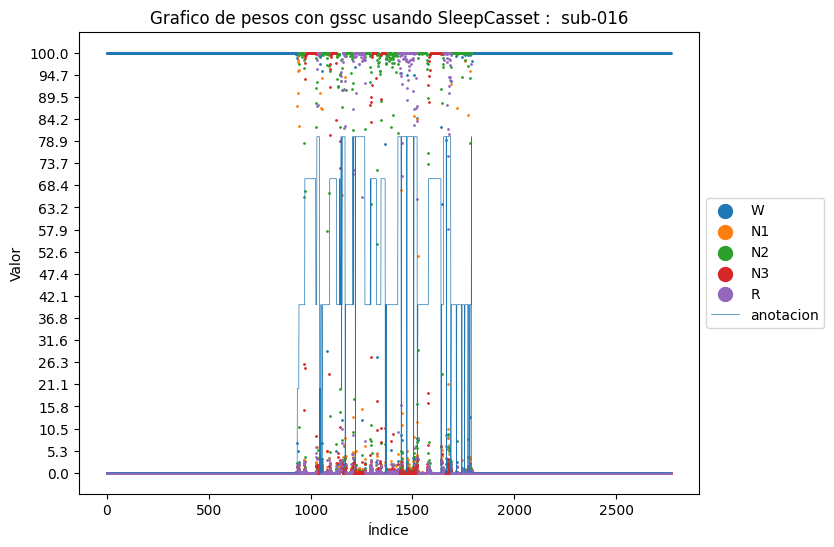 Grafico de pesos con gssc usando SleepCasset :  sub-016
Valor
100.0
94.7
89.5
84.2
78.9
73.7
68.4
63.2
57.9
52.6
47.4
42.1
36.8
31.6
26.3
21.1
15.8
10.5
5.3
0.0
0
500
1000
1500
2000
2500
Índice
W
N1
N2
N3
R
anotacion